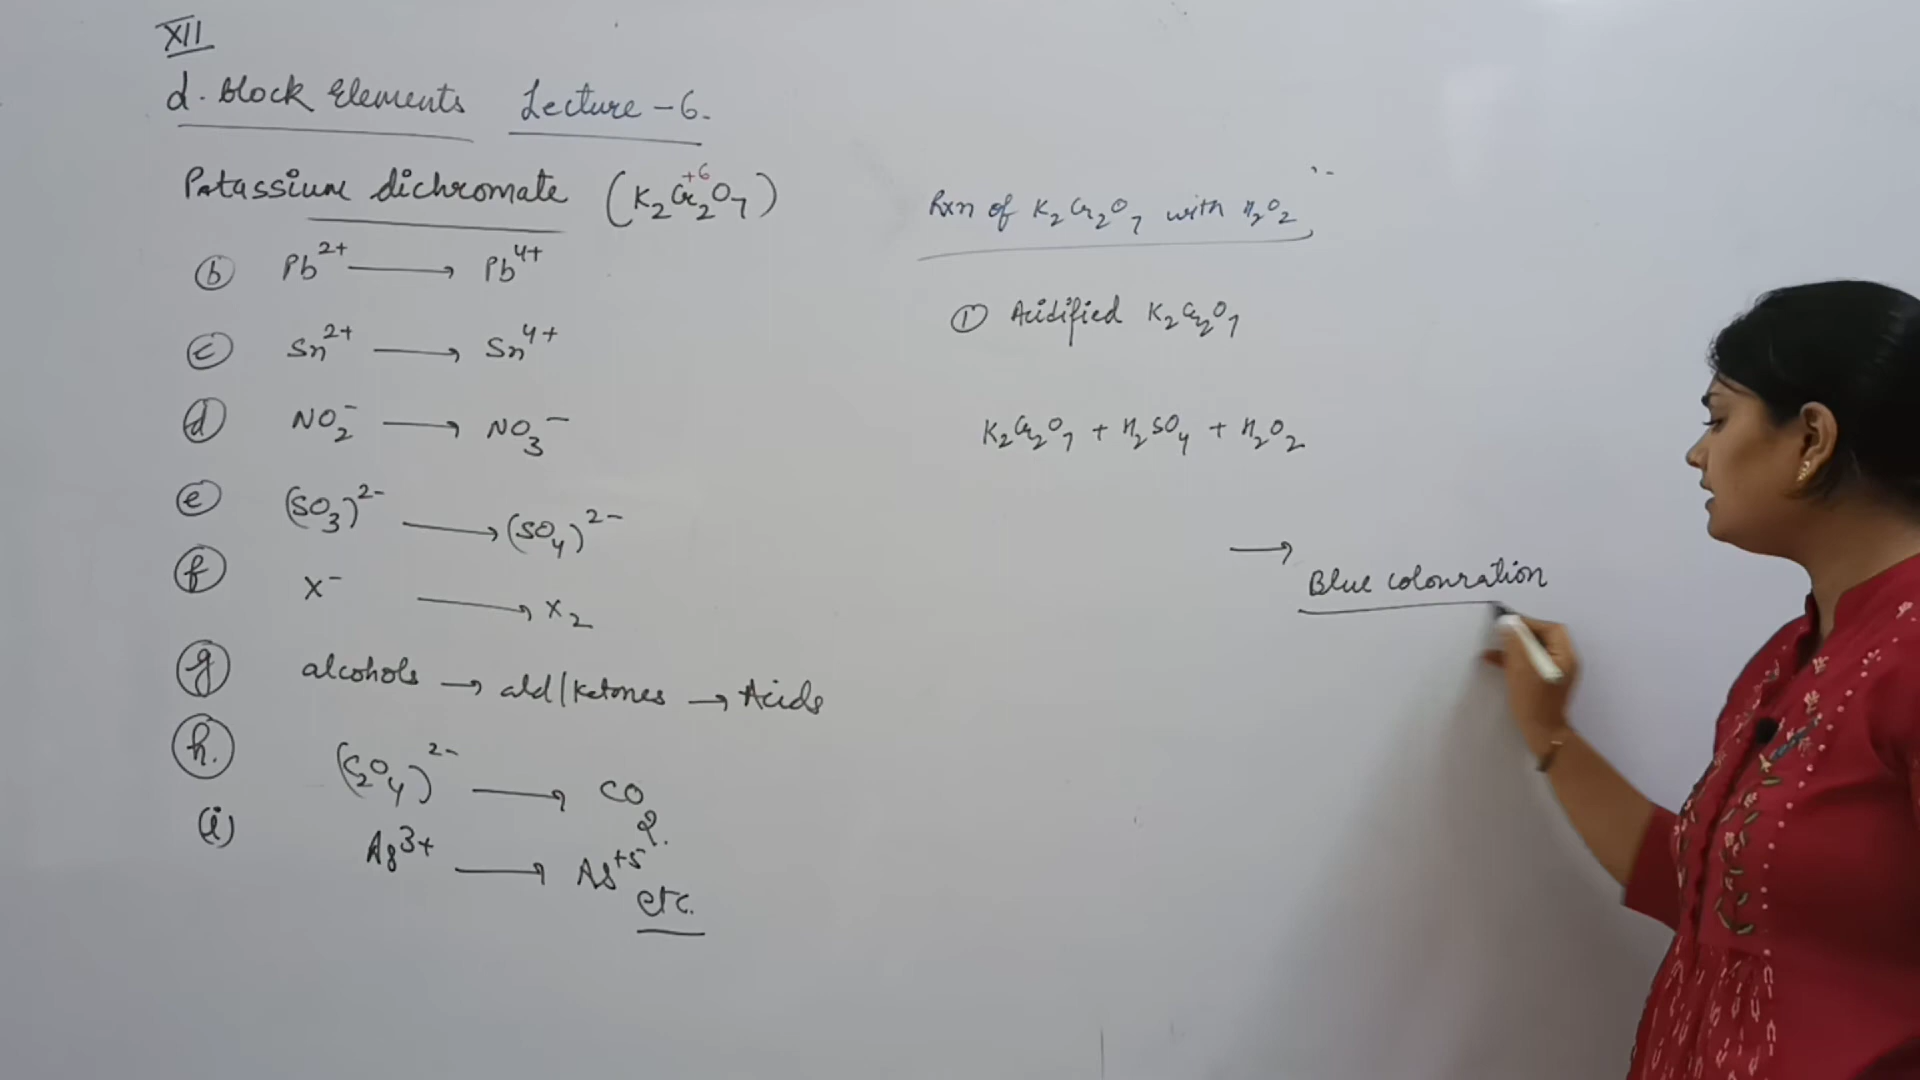 XII
d. Block Elements Lecture -6.
Potassium dichromate (K₂Cr₂⁺⁶O₇)
(b) Pb²⁺ → Pb⁴⁺
(c) Sn²⁺ → Sn⁴⁺
(d) NO₂⁻ → NO₃⁻
(e) (SO₃)²⁻ → (SO₄)²⁻
(f) X⁻ → X₂
(g) alcohols → ald/Ketones → Acids
(h.) (C₂O₄)²⁻ → CO₂.
(i) As³⁺ → As⁺⁵
etc.
Rxn of K₂Cr₂O₇ with H₂O₂
(1) Acidified K₂Cr₂O₇
K₂Cr₂O₇ + H₂SO₄ + H₂O₂
→ Blue colouration